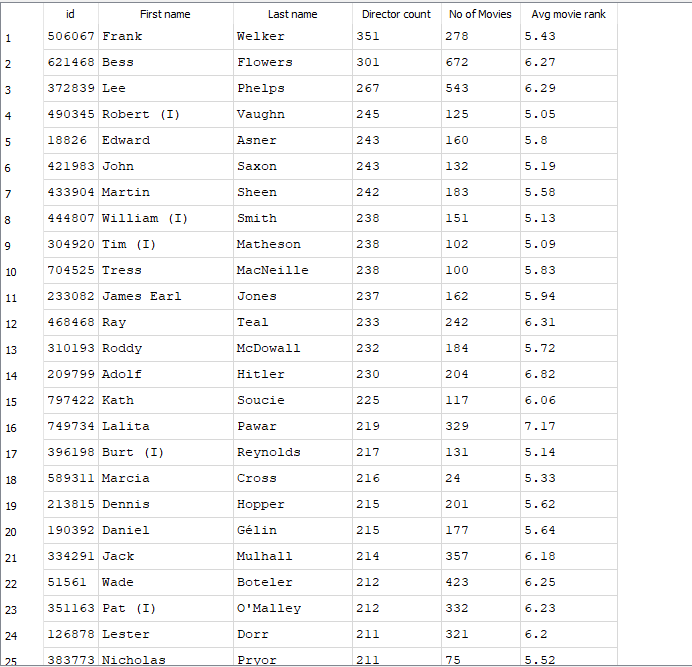 id First name Last name Director count No of Movies Avg movie rank
1 506067 Frank Welker 351 278 5.43
2 621468 Bess Flowers 301 672 6.27
3 372839 Lee Phelps 267 543 6.29
4 490345 Robert (I) Vaughn 245 125 5.05
5 18826 Edward Asner 243 160 5.8
6 421983 John Saxon 243 132 5.19
7 433904 Martin Sheen 242 183 5.58
8 444807 William (I) Smith 238 151 5.13
9 304920 Tim (I) Matheson 238 102 5.09
10 704525 Tress MacNeille 238 100 5.83
11 233082 James Earl Jones 237 162 5.94
12 468468 Ray Teal 233 242 6.31
13 310193 Roddy McDowall 232 184 5.72
14 209799 Adolf Hitler 230 204 6.82
15 797422 Kath Soucie 225 117 6.06
16 749734 Lalita Pawar 219 329 7.17
17 396198 Burt (I) Reynolds 217 131 5.14
18 589311 Marcia Cross 216 24 5.33
19 213815 Dennis Hopper 215 201 5.62
20 190392 Daniel Gélin 215 177 5.64
21 334291 Jack Mulhall 214 357 6.18
22 51561 Wade Boteler 212 423 6.25
23 351163 Pat (I) O'Malley 212 332 6.23
24 126878 Lester Dorr 211 321 6.2
25 383773 Nicholas Pryor 211 75 5.52